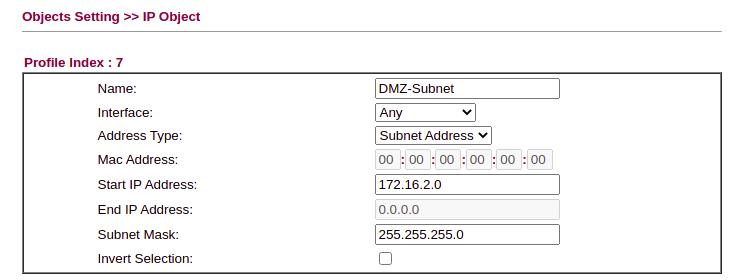 Objects Setting >> IP Object
Profile Index : 7
Name: DMZ-Subnet
Interface: Any
Address Type: Subnet Address
Mac Address: 00 : 00 : 00 : 00 : 00 : 00
Start IP Address: 172.16.2.0
End IP Address: 0.0.0.0
Subnet Mask: 255.255.255.0
Invert Selection: